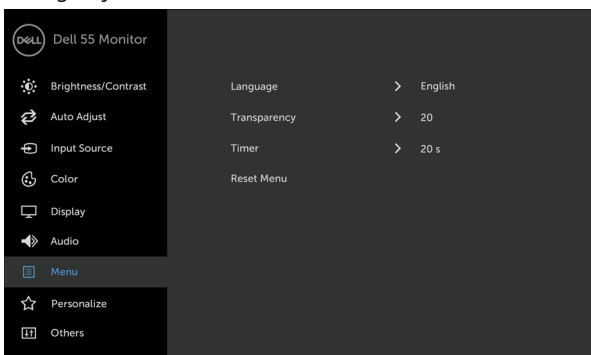 DELL Dell 55 Monitor
Brightness/Contrast
Auto Adjust
Input Source
Color
Display
Audio
Menu
Personalize
Others
Language > English
Transparency > 20
Timer > 20 s
Reset Menu